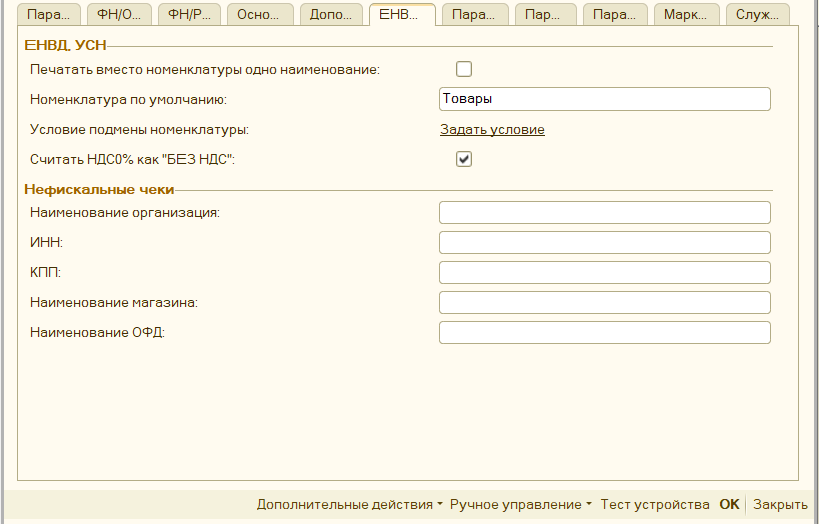 Пара... ФН/О... ФН/Р... Осно... Допо... ЕНВ... Пара... Пар... Пара... Марк... Служ...
ЕНВД, УСН
Печатать вместо номенклатуры одно наименование:
Номенклатура по умолчанию: Товары
Условие подмены номенклатуры: Задать условие
Считать НДС0% как "БЕЗ НДС":
Нефискальные чеки
Наименование организация:
ИНН:
КПП:
Наименование магазина:
Наименование ОФД:
Дополнительные действия Ручное управление Тест устройства ОК Закрыть